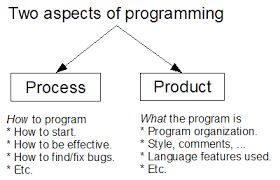 Two aspects of programming
Process
Product
How to program
* How to start.
* How to be effective.
* How to find/fix bugs.
* Etc.
What the program is
* Program organization.
* Style, comments, ...
* Language features used.
* Etc.